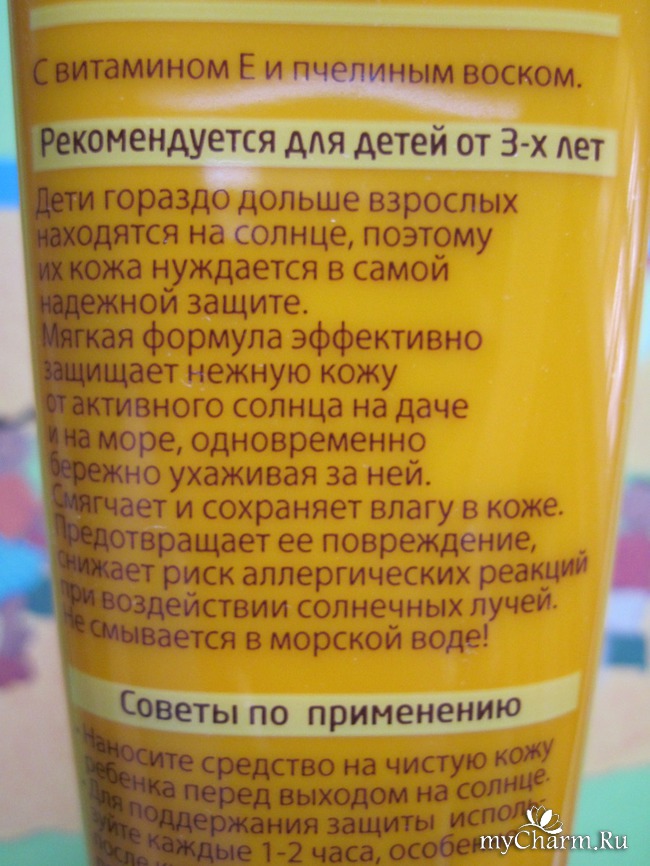 С витамином Е и пчелиным воском.
Рекомендуется для детей от 3-х лет
Дети гораздо дольше взрослых
находятся на солнце, поэтому
их кожа нуждается в самой
надежной защите.
Мягкая формула эффективно
защищает нежную кожу
от активного солнца на даче
и на море, одновременно
бережно ухаживая за ней.
Смягчает и сохраняет влагу в коже.
Предотвращает ее повреждение,
снижает риск аллергических реакций
при воздействии солнечных лучей.
Не смывается в морской воде!
Советы по применению
- Наносите средство на чистую кожу
ребенка перед выходом на солнце.
- Для поддержания защиты исполь-
зуйте каждые 1-2 часа,
После
myCharm.Ru